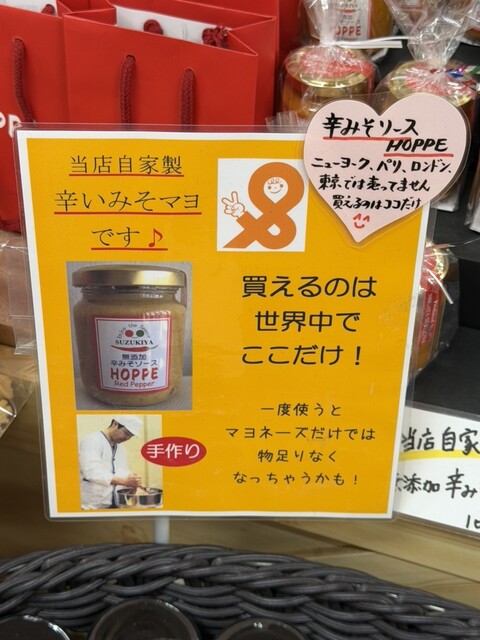 辛みそソース
HOPPE
ニューヨーク、パリ、ロンドン、
東京では売ってません
買えるのはココだけ
当店自家製
辛いみそマヨ
です♪
買えるのは
世界中で
ここだけ！
SUZUKIYA
無添加
辛みそソース
HOPPE
Red Pepper
手作り
一度使うと
マヨネーズだけでは
物足りなく
なっちゃうかも！
当店自家
添加 辛み